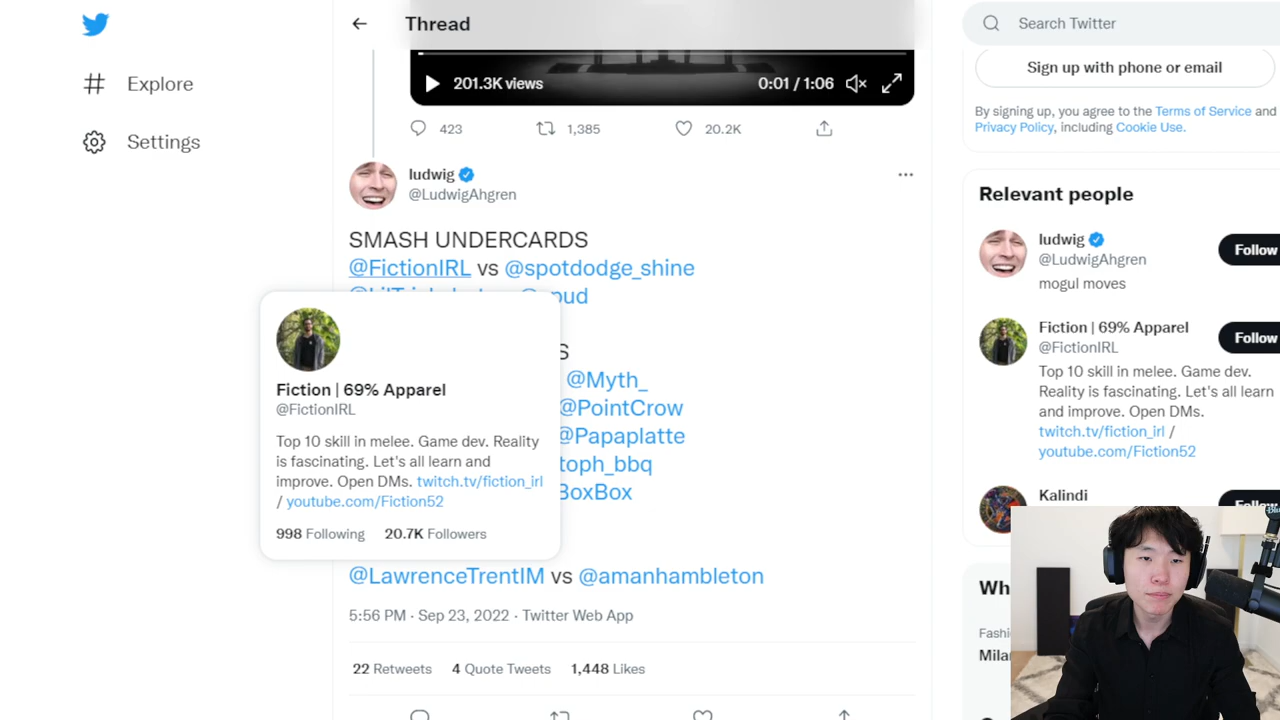 Explore
Settings
Thread
201.3K views
0:01 / 1:06
423
1,385
20.2K
ludwig
@LudwigAhgren
SMASH UNDERCARDS
@FictionIRL vs @spotdodge_shine
@Myth_
@PointCrow
@Papaplatte
toph_bbq
BoxBox
@LawrenceTrentIM vs @amanhambleton
5:56 PM · Sep 23, 2022 · Twitter Web App
22 Retweets 4 Quote Tweets 1,448 Likes
Fiction | 69% Apparel
@FictionIRL
Top 10 skill in melee. Game dev. Reality
is fascinating. Let's all learn and
improve. Open DMs. twitch.tv/fiction_irl
/ youtube.com/Fiction52
998 Following 20.7K Followers
Search Twitter
Sign up with phone or email
By signing up, you agree to the Terms of Service and
Privacy Policy, including Cookie Use.
Relevant people
ludwig
@LudwigAhgren
Follow
mogul moves
Fiction | 69% Apparel
@FictionIRL
Follow
Top 10 skill in melee. Game dev.
Reality is fascinating. Let's all learn
and improve. Open DMs.
twitch.tv/fiction_irl /
youtube.com/Fiction52
Kalindi